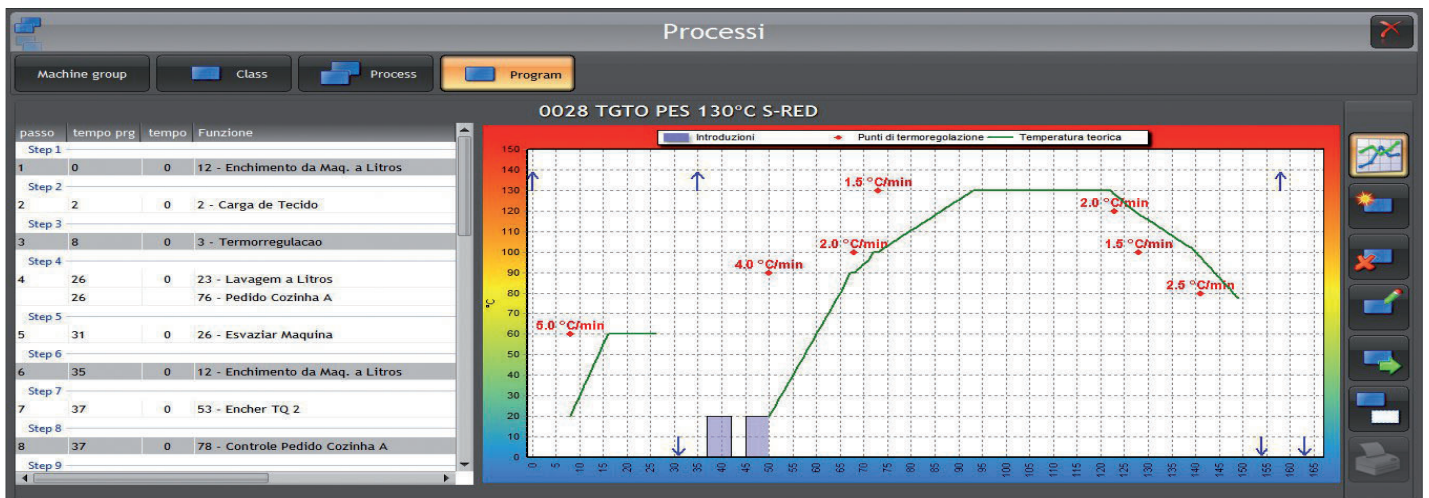 Processi
Machine group Class Process Program
0028 TGTO PES 130°C S-RED
passo tempo prg tempo Funzione
Step 1
1 0 0 12 - Enchimento da Maq. a Litros
Step 2
2 2 0 2 - Carga de Tecido
Step 3
3 8 0 3 - Termorregulacao
Step 4
4 26 0 23 - Lavagem a Litros
26 76 - Pedido Cozinha A
Step 5
5 31 0 26 - Esvaziar Maquina
Step 6
6 35 0 12 - Enchimento da Maq. a Litros
Step 7
7 37 0 53 - Encher TQ 2
Step 8
8 37 0 78 - Controle Pedido Cozinha A
Step 9
Introduzioni Punti di termoregolazione Temperatura teorica
°C
150
140
130
120
110
100
90
80
70
60
50
40
30
20
10
0
5.0 °C/min
4.0 °C/min
2.0 °C/min
1.5 °C/min
2.0 °C/min
1.5 °C/min
2.5 °C/min
0 5 10 15 20 25 30 35 40 45 50 55 60 65 70 75 80 85 90 95 100 105 110 115 120 125 130 135 140 145 150 155 160 165